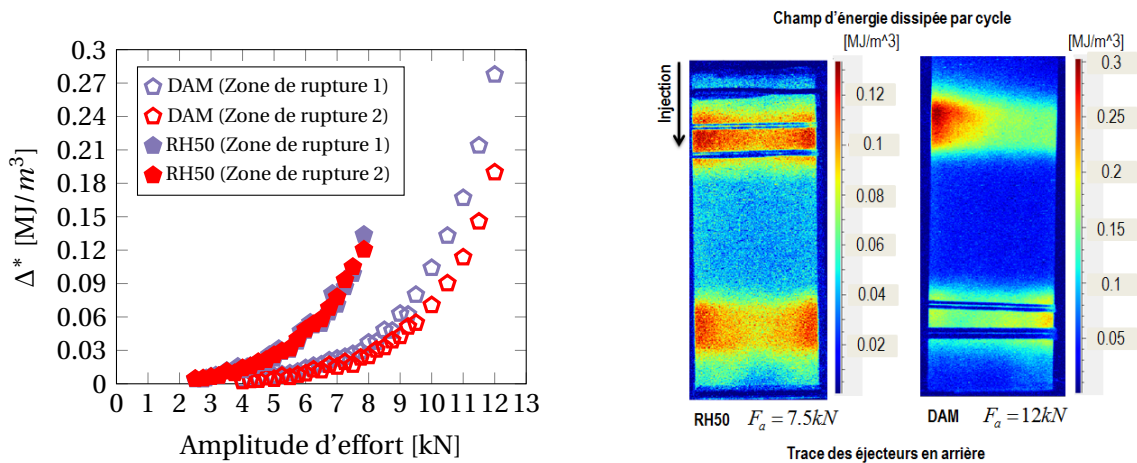 0.3
0.27
0.24
0.21
0.18
0.15
0.12
0.09
0.06
0.03
0
Δ* [MJ/m³]
DAM (Zone de rupture 1)
DAM (Zone de rupture 2)
RH50 (Zone de rupture 1)
RH50 (Zone de rupture 2)
0 1 2 3 4 5 6 7 8 9 10 11 12 13
Amplitude d'effort [kN]
Champ d'énergie dissipée par cycle
[MJ/m^3]
[MJ/m^3]
Injection
0.12
0.1
0.08
0.06
0.04
0.02
0.3
0.25
0.2
0.15
0.1
0.05
RH50 Fa = 7.5kN
DAM Fa = 12kN
Trace des éjecteurs en arrière